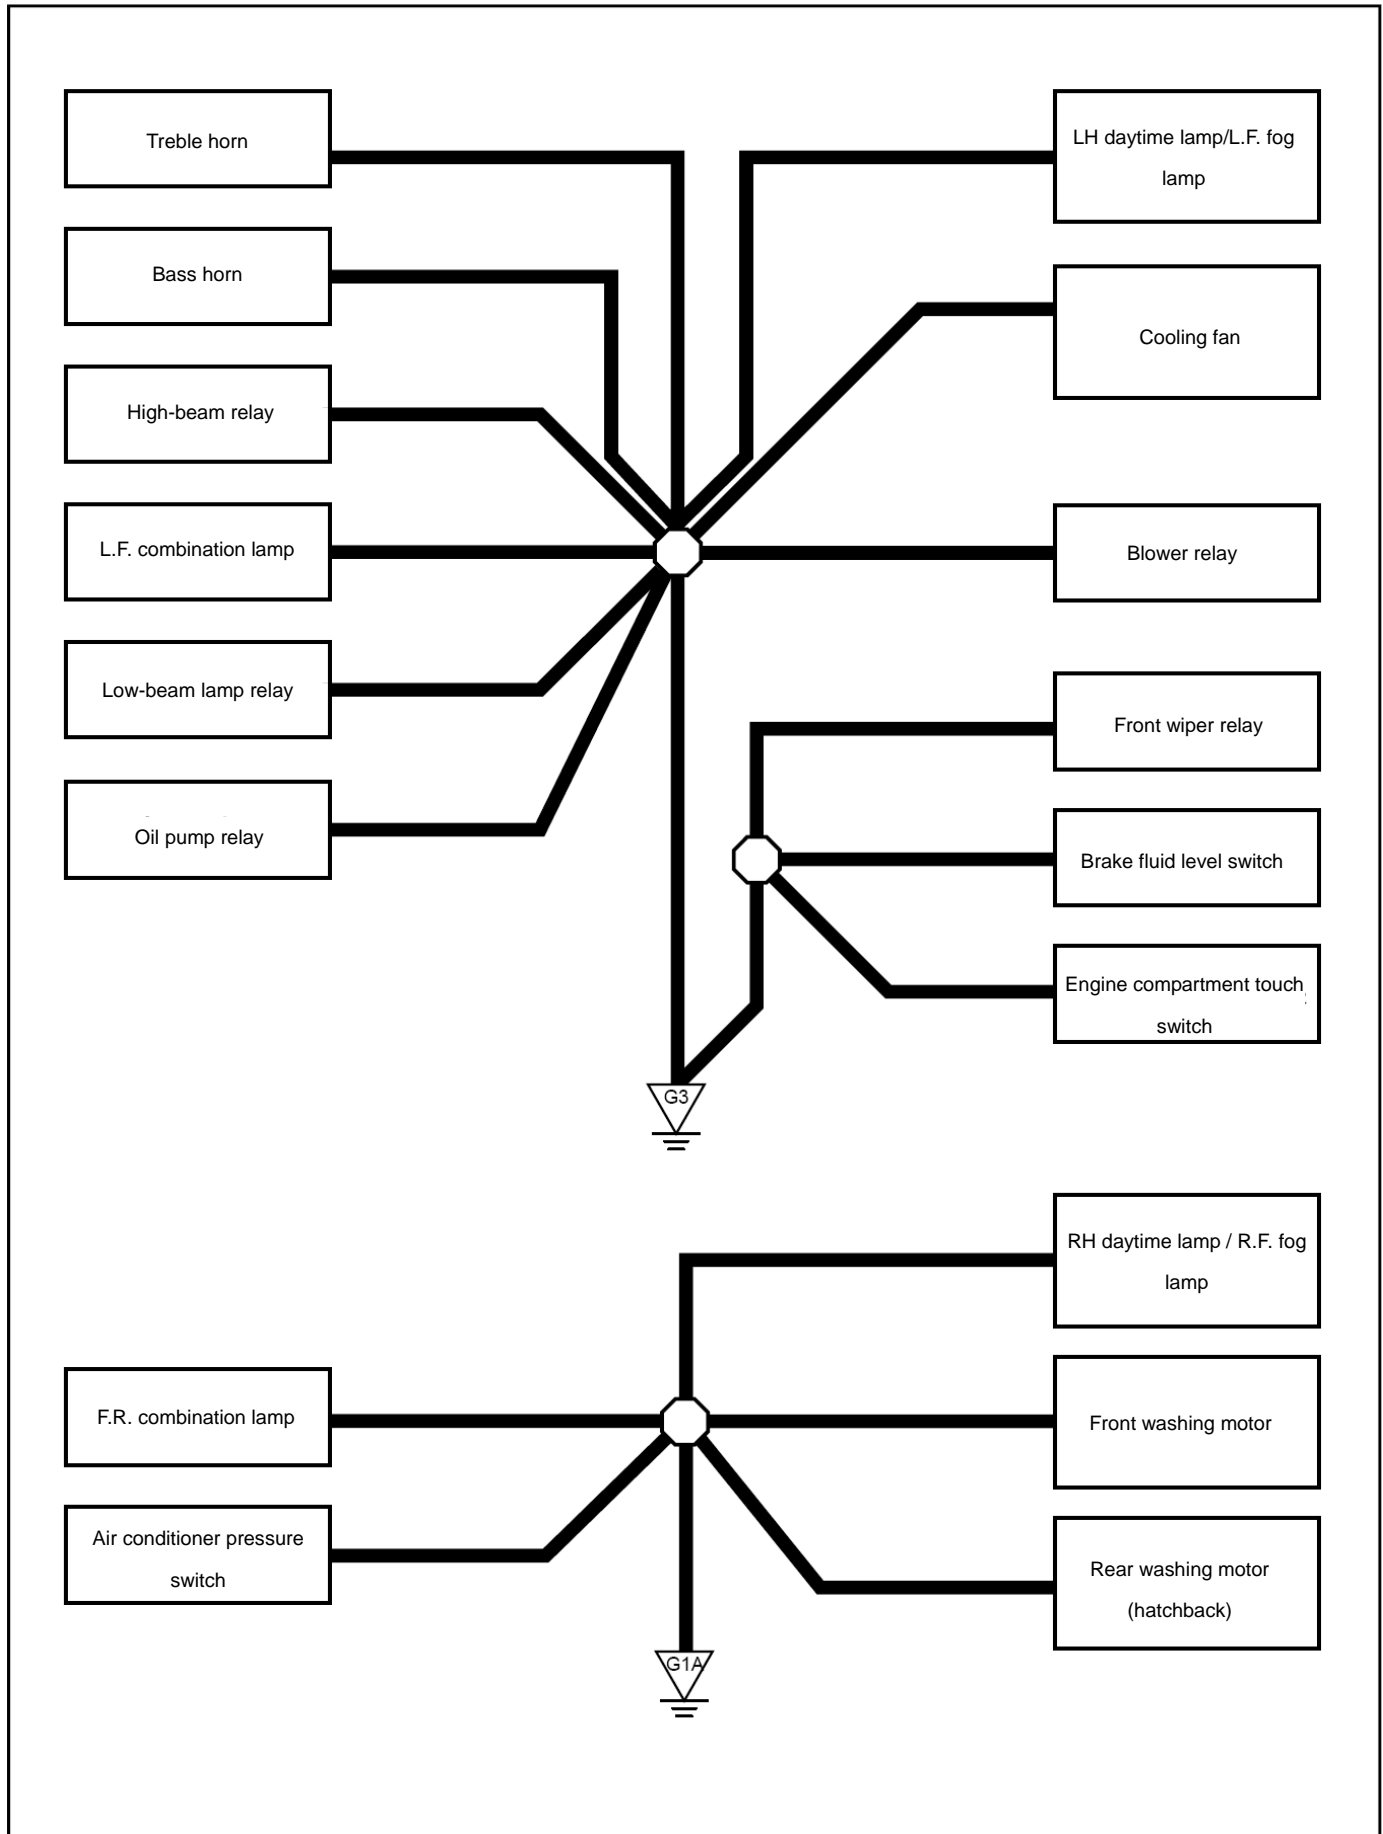 Treble horn
Bass horn
High-beam relay
L.F. combination lamp
Low-beam lamp relay
Oil pump relay
LH daytime lamp/L.F. fog
lamp
Cooling fan
Blower relay
Front wiper relay
Brake fluid level switch
Engine compartment touch
switch
G3
RH daytime lamp / R.F. fog
lamp
F.R. combination lamp
Front washing motor
Air conditioner pressure
switch
Rear washing motor
(hatchback)
G1A